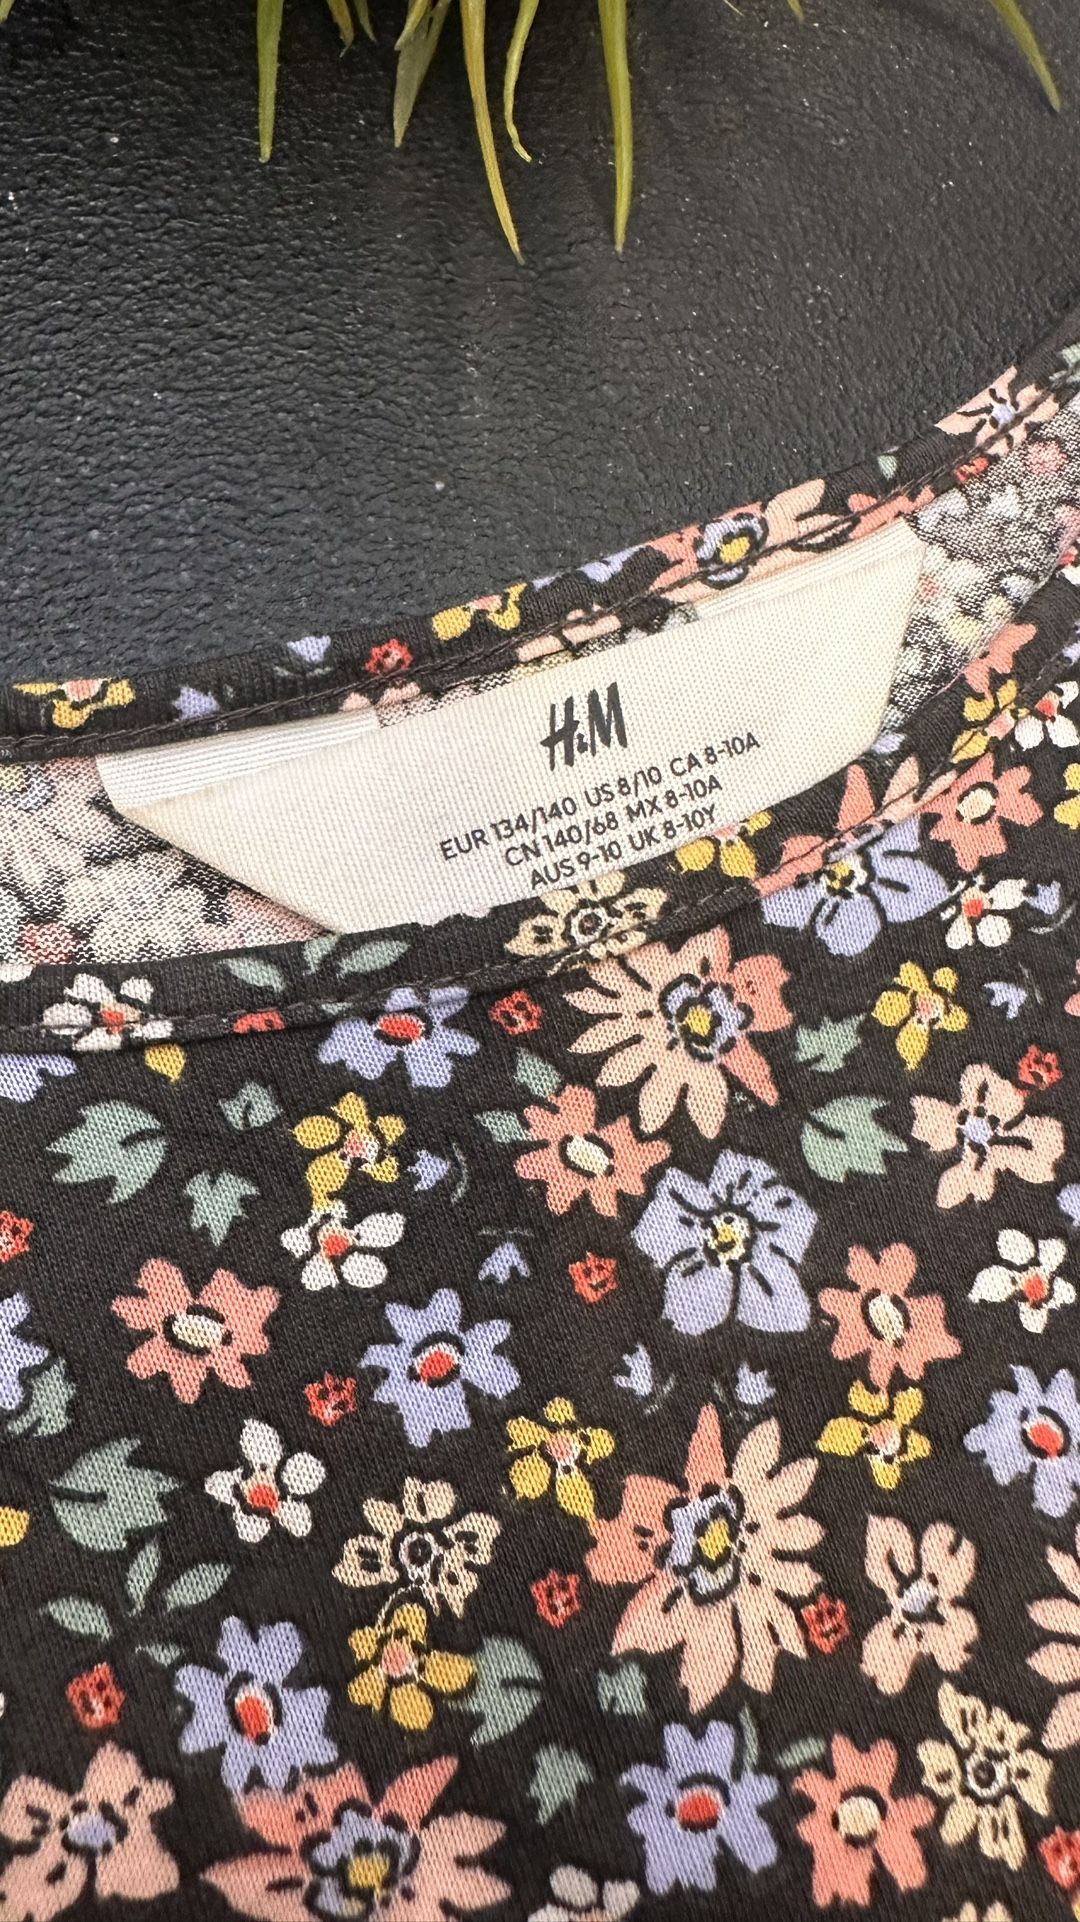 H&M
EUR 134/140 US 8/10 CA 8-10A
CN 140/68 MX 8-10A
AUS 9-10 UK 8-10Y